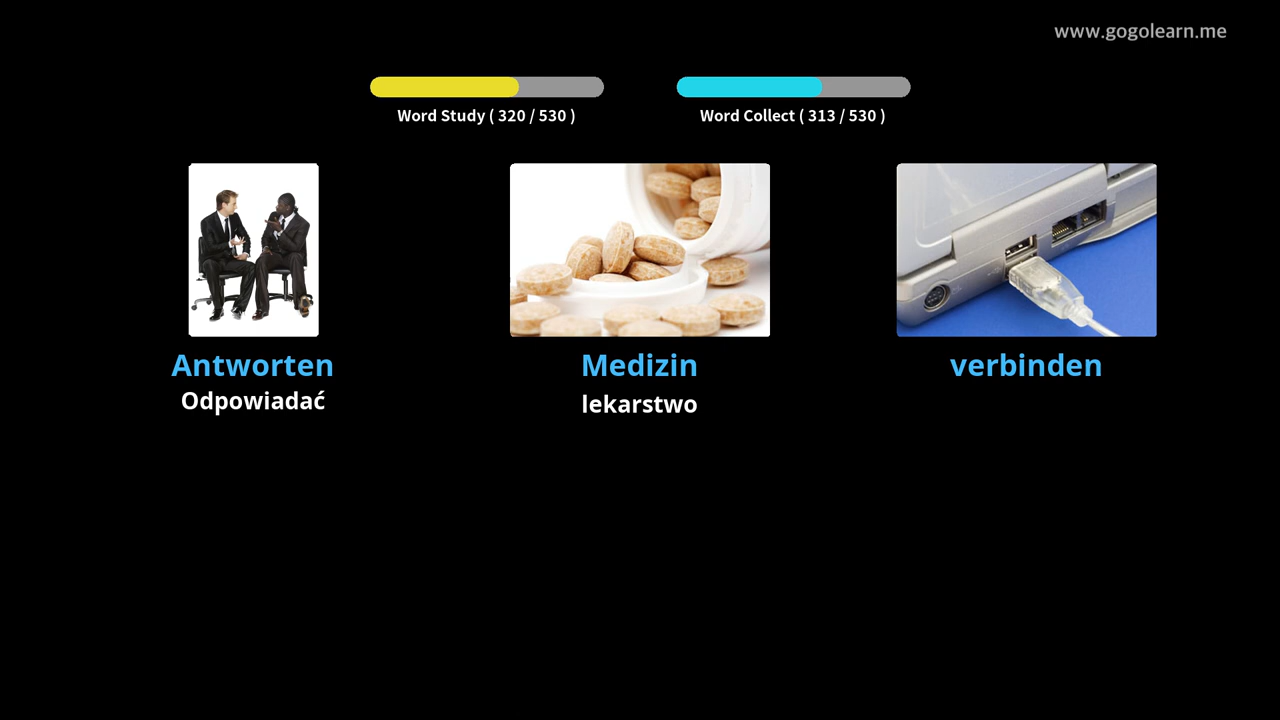 www.gogolearn.me
Word Study ( 320 / 530 )
Word Collect ( 313 / 530 )
Antworten
Odpowiadać
Medizin
lekarstwo
verbinden